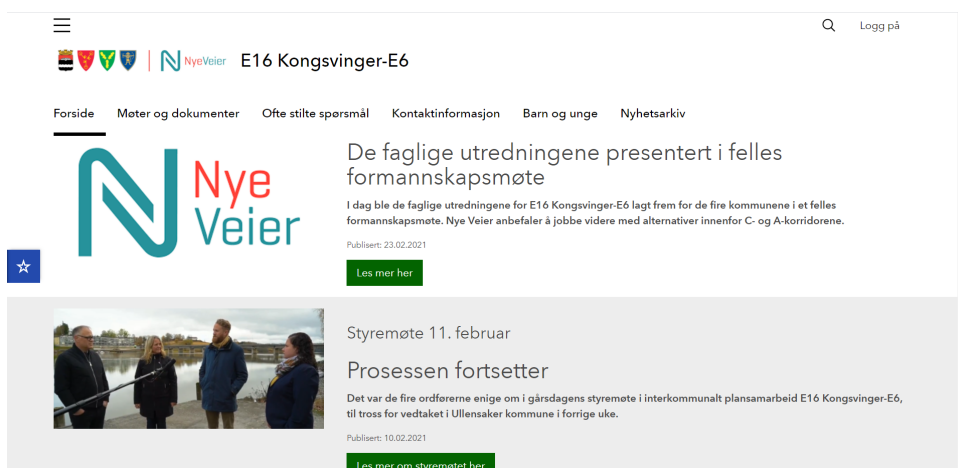 Logg på
NyeVeier E16 Kongsvinger-E6
Forside Møter og dokumenter Ofte stilte spørsmål Kontaktinformasjon Barn og unge Nyhetsarkiv
Nye
Veier
De faglige utredningene presentert i felles
formannskapsmøte
I dag ble de faglige utredningene for E16 Kongsvinger-E6 lagt frem for de fire kommunene i et felles
formannskapsmøte. Nye Veier anbefaler å jobbe videre med alternativer innenfor C- og A-korridorene.
Publisert: 23.02.2021
Les mer her
Styremøte 11. februar
Prosessen fortsetter
Det var de fire ordførerne enige om i gårsdagens styremøte i interkommunalt plansamarbeid E16 Kongsvinger-E6,
til tross for vedtaket i Ullensaker kommune i forrige uke.
Publisert: 10.02.2021
Les mer om styremøtet her